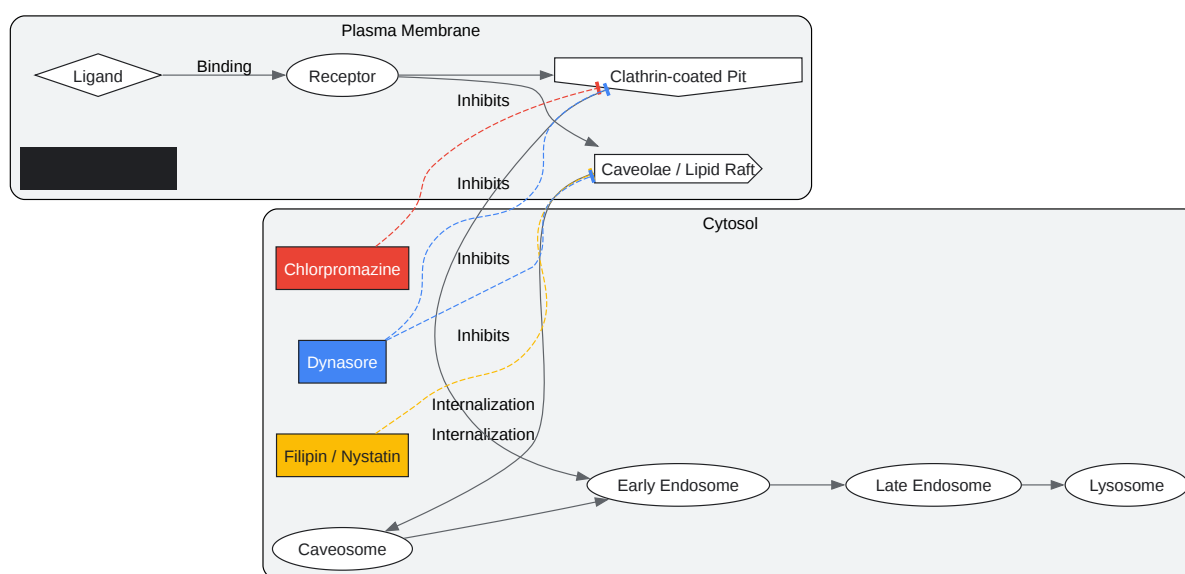 Plasma Membrane
Ligand
Binding
Receptor
Clathrin-coated Pit
Inhibits
Caveolae / Lipid Raft
Inhibits
Cytosol
Chlorpromazine
Inhibits
Dynasore
Inhibits
Internalization
Internalization
Filipin / Nystatin
Early Endosome
Late Endosome
Lysosome
Caveosome